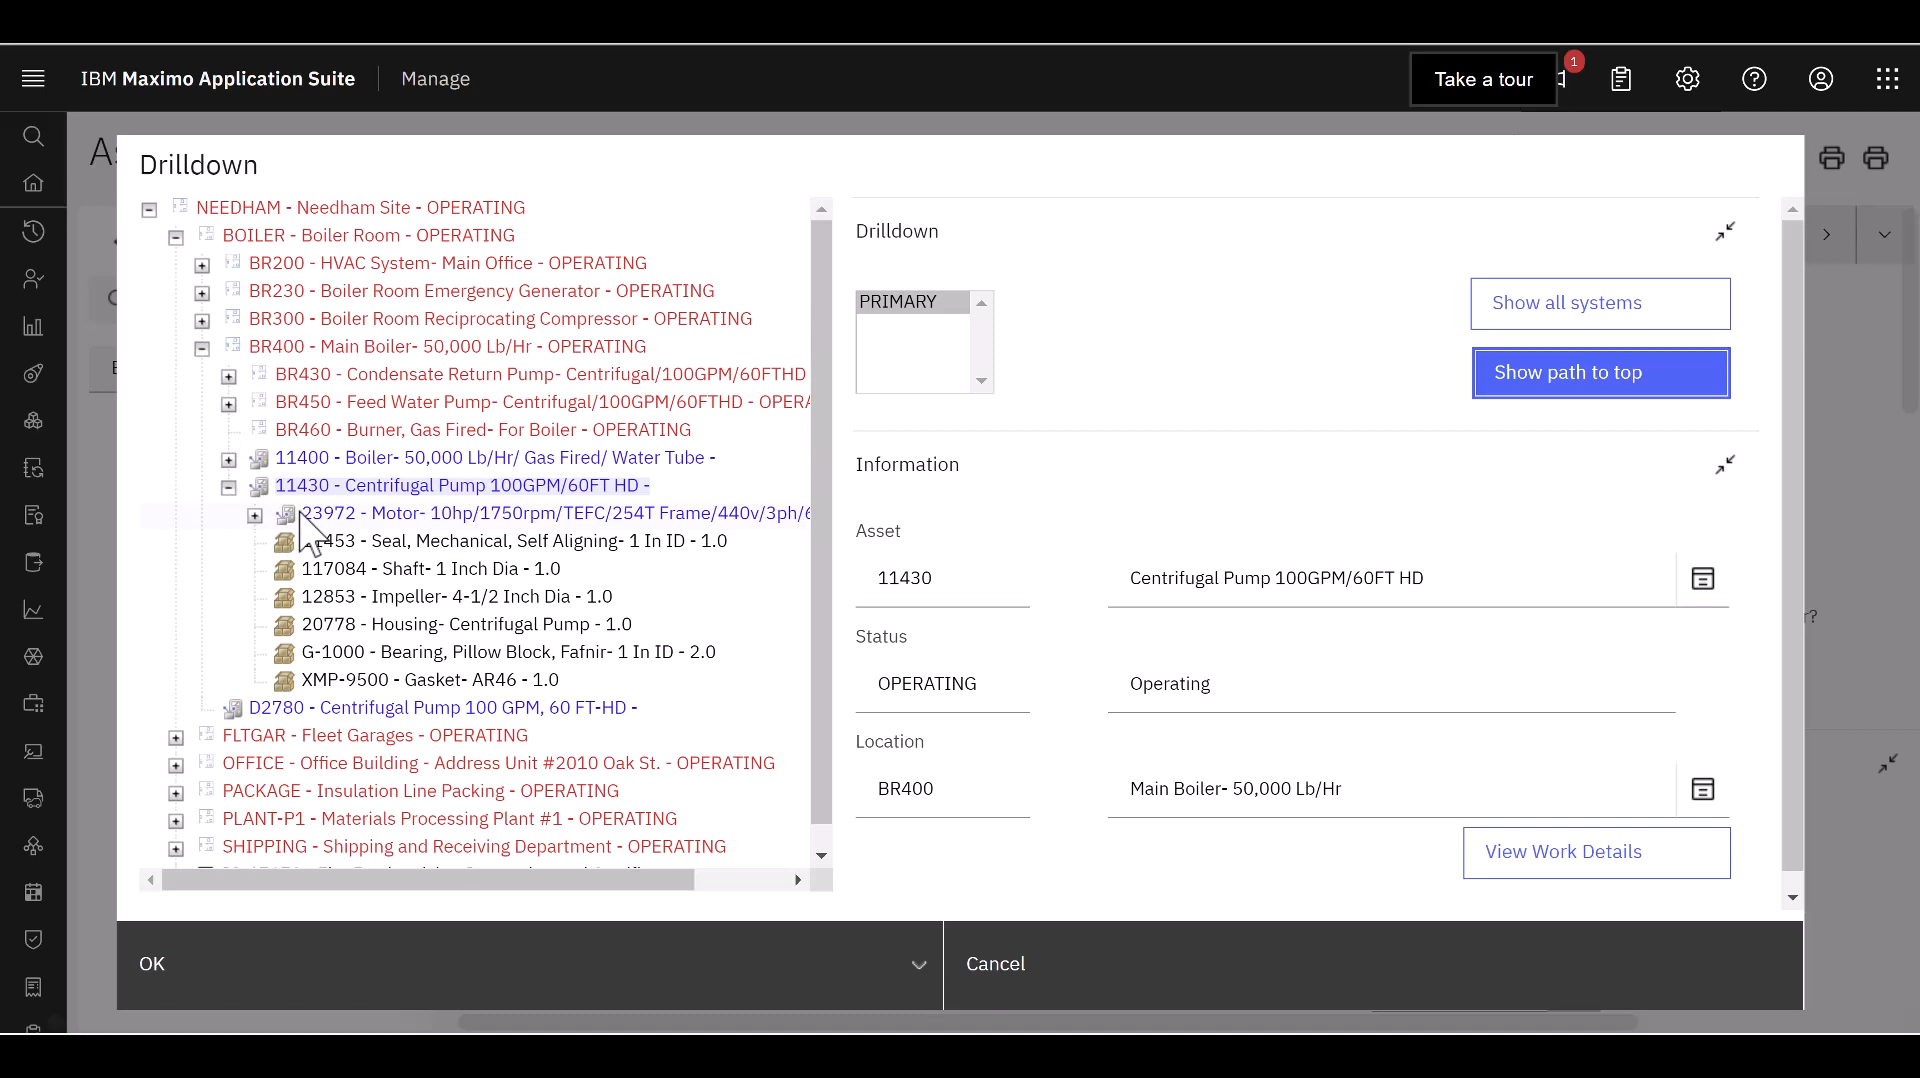 IBM Maximo Application Suite
Manage
Take a tour
1
Drilldown
NEEDHAM - Needham Site - OPERATING
BOILER - Boiler Room - OPERATING
BR200 - HVAC System- Main Office - OPERATING
BR230 - Boiler Room Emergency Generator - OPERATING
BR300 - Boiler Room Reciprocating Compressor - OPERATING
BR400 - Main Boiler- 50,000 Lb/Hr - OPERATING
BR430 - Condensate Return Pump- Centrifugal/100GPM/60FTHD
BR450 - Feed Water Pump- Centrifugal/100GPM/60FTHD - OPERA
BR460 - Burner, Gas Fired- For Boiler - OPERATING
11400 - Boiler- 50,000 Lb/Hr/ Gas Fired/ Water Tube -
11430 - Centrifugal Pump 100GPM/60FT HD -
23972 - Motor- 10hp/1750rpm/TEFC/254T Frame/440v/3ph/6
453 - Seal, Mechanical, Self Aligning- 1 In ID - 1.0
117084 - Shaft- 1 Inch Dia - 1.0
12853 - Impeller- 4-1/2 Inch Dia - 1.0
20778 - Housing- Centrifugal Pump - 1.0
G-1000 - Bearing, Pillow Block, Fafnir- 1 In ID - 2.0
XMP-9500 - Gasket- AR46 - 1.0
D2780 - Centrifugal Pump 100 GPM, 60 FT-HD -
FLTGAR - Fleet Garages - OPERATING
OFFICE - Office Building - Address Unit #2010 Oak St. - OPERATING
PACKAGE - Insulation Line Packing - OPERATING
PLANT-P1 - Materials Processing Plant #1 - OPERATING
SHIPPING - Shipping and Receiving Department - OPERATING
Drilldown
PRIMARY
Show all systems
Show path to top
Information
Asset
11430
Centrifugal Pump 100GPM/60FT HD
Status
OPERATING
Operating
Location
BR400
Main Boiler- 50,000 Lb/Hr
View Work Details
OK
Cancel